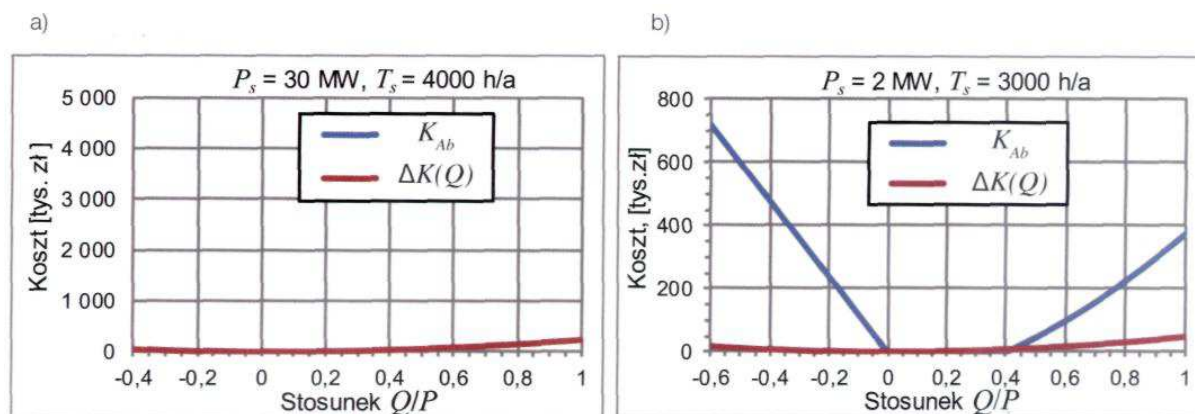 a)
b)
P_s = 30 MW, T_s = 4000 h/a
5 000
4 000
3 000
2 000
1 000
0
Koszt [tys. zł ]
K_Ab
ΔK(Q)
-0,4
-0,2
0
0,2
0,4
0,6
0,8
1
Stosunek Q/P
P_s = 2 MW, T_s = 3000 h/a
800
600
400
200
0
Koszt, [tys.zł]
K_Ab
ΔK(Q)
-0,6
-0,4
-0,2
0
0,2
0,4
0,6
0,8
1
Stosunek Q/P